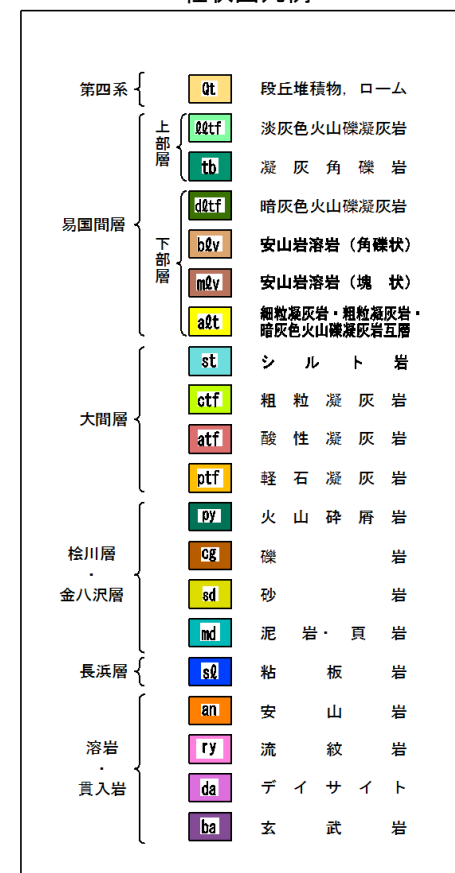 第四系 Qt 段丘堆積物, ローム
易国間層
上部層
ℓℓtf 淡灰色火山礫凝灰岩
tb 凝灰角礫岩
下部層
dℓtf 暗灰色火山礫凝灰岩
bℓv 安山岩溶岩（角礫状）
mℓv 安山岩溶岩（塊 状）
aℓt 細粒凝灰岩・粗粒凝灰岩・
暗灰色火山礫凝灰岩互層
大間層
st シルト岩
ctf 粗粒凝灰岩
atf 酸性凝灰岩
ptf 軽石凝灰岩
桧川層
・
金八沢層
py 火山砕屑岩
cg 礫岩
sd 砂岩
md 泥岩・頁岩
長浜層 sℓ 粘板岩
溶岩
・
貫入岩
an 安山岩
ry 流紋岩
da デイサイト
ba 玄武岩